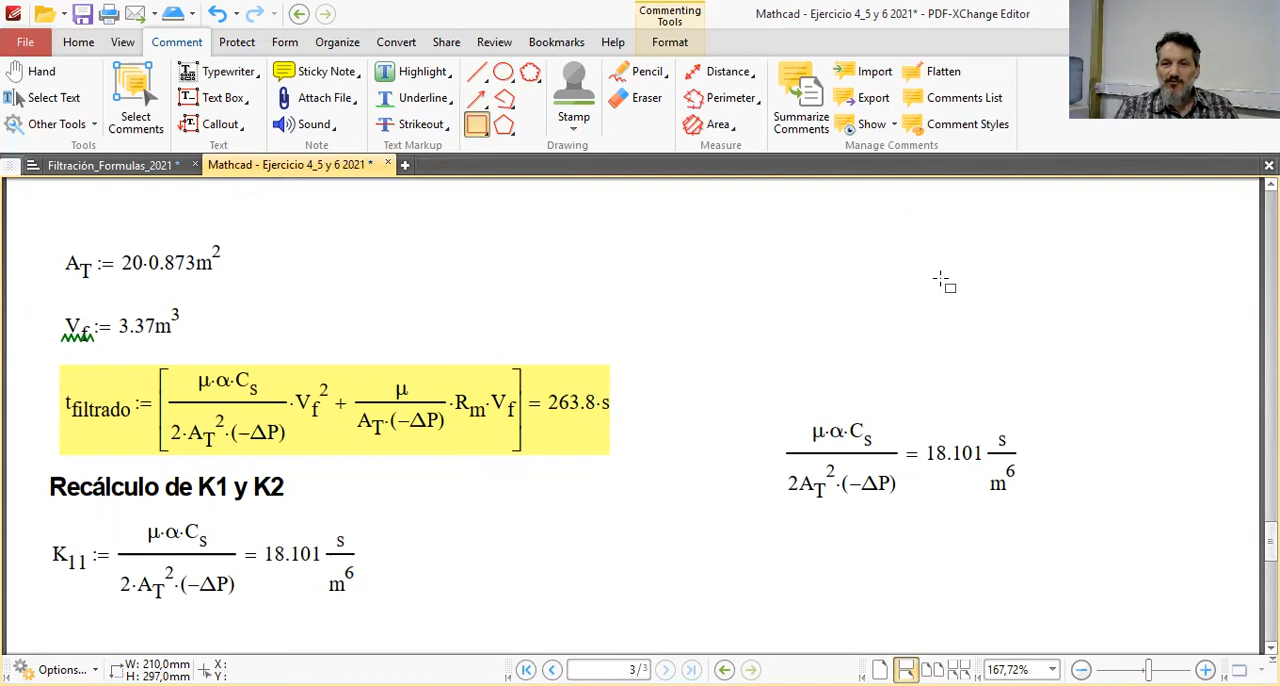 Commenting
Tools
Mathcad - Ejercicio 4_5 y 6 2021* - PDF-XChange Editor
File Home View Comment Protect Form Organize Convert Share Review Bookmarks Help Format
Hand
Select Text
Other Tools
Select
Comments
Tools
Typewriter
Text Box
Callout
Text
Sticky Note
Attach File
Sound
Note
Highlight
Underline
Strikeout
Text Markup
Pencil
Eraser
Stamp
Drawing
Distance
Perimeter
Area
Measure
Summarize
Comments
Import
Export
Show
Flatten
Comments List
Comment Styles
Manage Comments
Filtración_Formulas_2021 *
Mathcad - Ejercicio 4_5 y 6 2021 *
A_T := 20·0.873m^2
V_f := 3.37m^3
t_filtrado := [ μ·α·C_s / 2·A_T^2·(−ΔP) ·V_f^2 + μ / A_T·(−ΔP) ·R_m·V_f ] = 263.8·s
μ·α·C_s / 2A_T^2·(−ΔP) = 18.101 s / m^6
Recálculo de K1 y K2
K_11 := μ·α·C_s / 2·A_T^2·(−ΔP) = 18.101 s / m^6
Options...
W: 210,0mm
H: 297,0mm
X:
Y:
3/3
167,72%